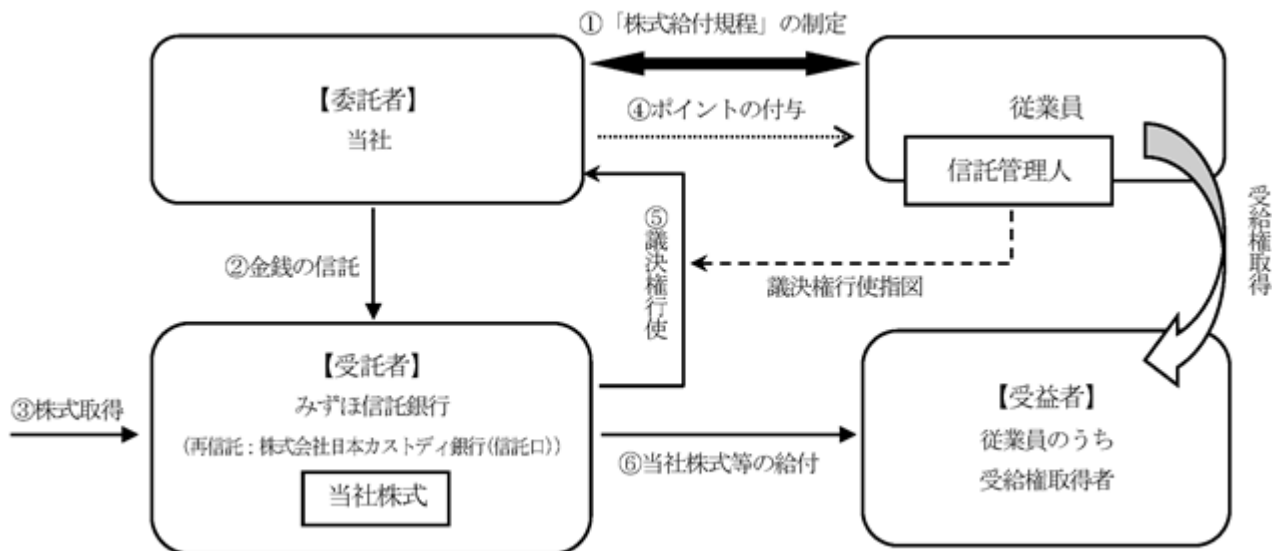 ①「株式給付規程」の制定
【委託者】
当社
④ポイントの付与
従業員
信託管理人
受給権取得
②金銭の信託
⑤議決権行使
議決権行使指図
【受託者】
みずほ信託銀行
(再信託：株式会社日本カストディ銀行(信託口))
当社株式
③株式取得
⑥当社株式等の給付
【受益者】
従業員のうち
受給権取得者